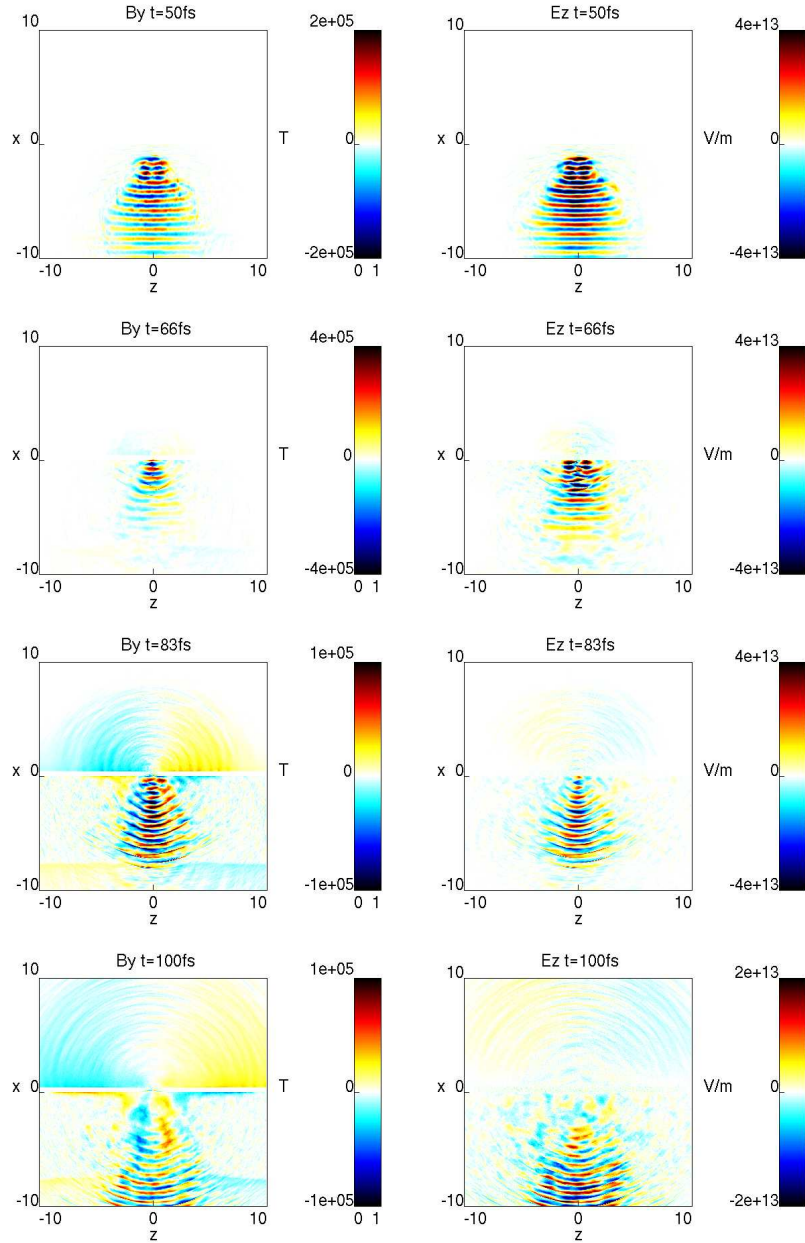 By t=50fs
10
x 0
-10
-10 0 10
z
2e+05
T 0
-2e+05
0 1
Ez t=50fs
10
x 0
-10
-10 0 10
z
4e+13
V/m 0
-4e+13
By t=66fs
10
x 0
-10
-10 0 10
z
4e+05
T 0
-4e+05
0 1
Ez t=66fs
10
x 0
-10
-10 0 10
z
4e+13
V/m 0
-4e+13
By t=83fs
10
x 0
-10
-10 0 10
z
1e+05
T 0
-1e+05
0 1
Ez t=83fs
10
x 0
-10
-10 0 10
z
4e+13
V/m 0
-4e+13
By t=100fs
10
x 0
-10
-10 0 10
z
1e+05
T 0
-1e+05
0 1
Ez t=100fs
10
x 0
-10
-10 0 10
z
2e+13
V/m 0
-2e+13